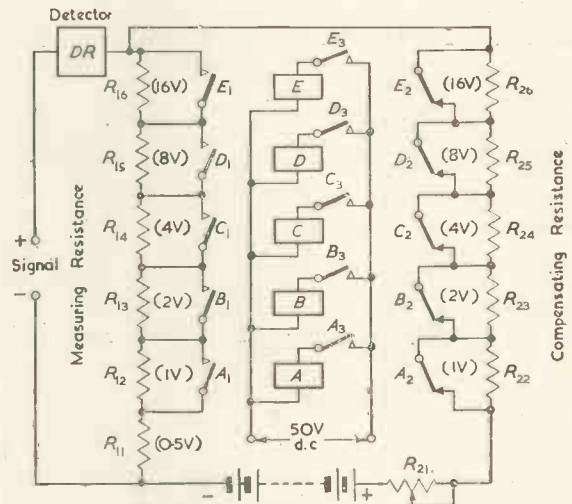 Detector
DR
R16
(16V)
E1
E
E3
E2
(16V)
R26
R15
(8V)
D1
D
D3
D2
(8V)
R25
R14
(4V)
C1
C
C3
C2
(4V)
R24
+
Signal
-
R13
(2V)
B1
B
B3
B2
(2V)
R23
R12
(1V)
A1
A
A3
A2
(1V)
R22
R11
(0·5V)
50V
d.c
-
+
R21
Measuring Resistance
Compensating Resistance